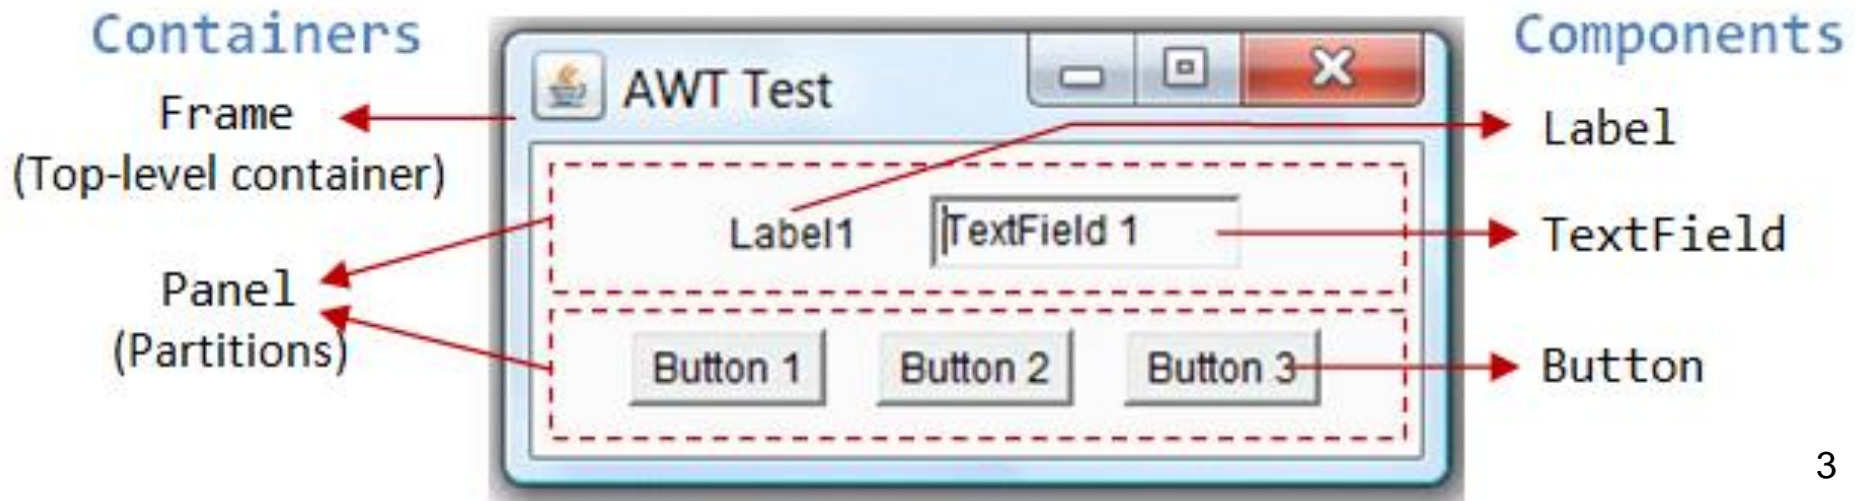 Containers
Frame
(Top-level container)
Panel
(Partitions)
AWT Test
Label1
TextField 1
Button 1
Button 2
Button 3
Components
Label
TextField
Button
3